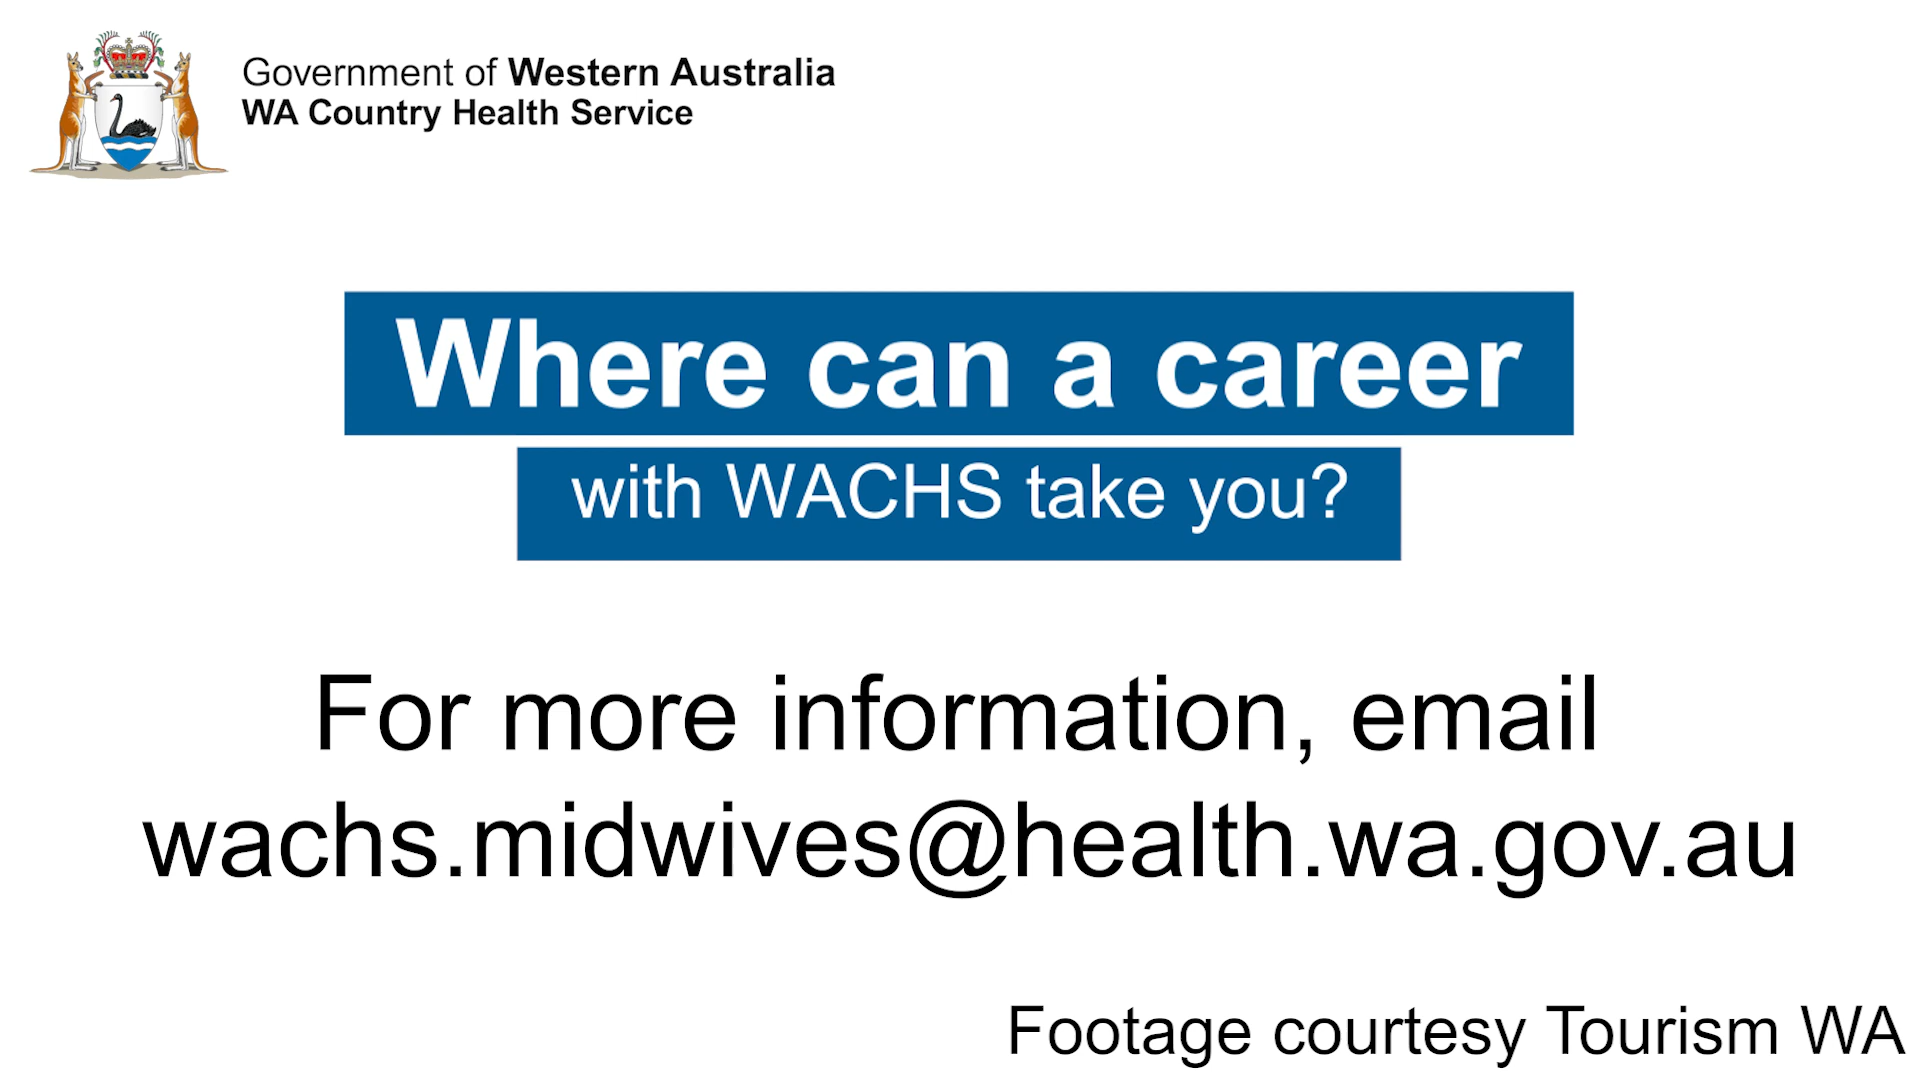 Government of Western Australia
WA Country Health Service
Where can a career
with WACHS take you?
For more information, email
wachs.midwives@health.wa.gov.au
Footage courtesy Tourism WA